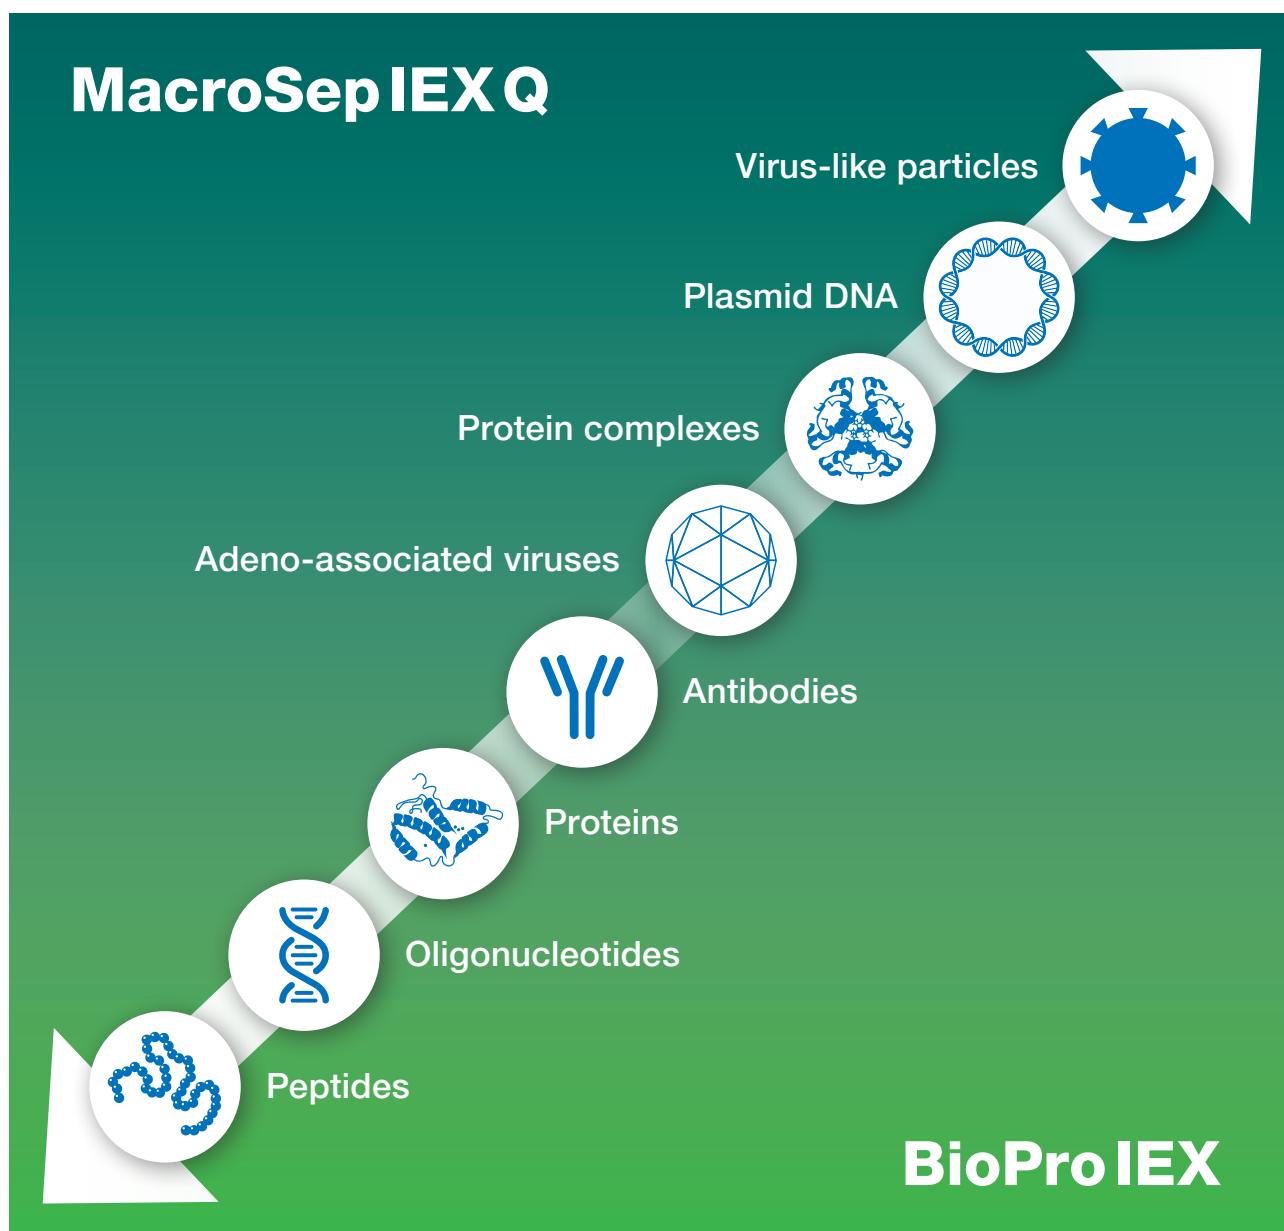 MacroSep IEX Q
Virus-like particles
Plasmid DNA
Protein complexes
Adeno-associated viruses
Antibodies
Proteins
Oligonucleotides
Peptides
BioPro IEX